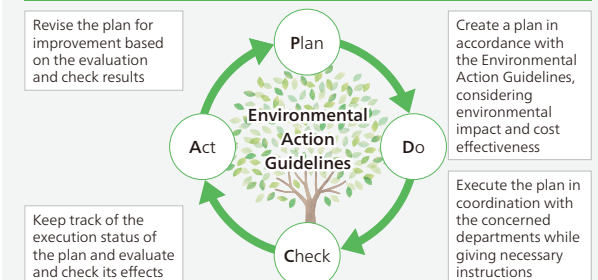 Revise the plan for
improvement based
on the evaluation
and check results
Plan
Create a plan in
accordance with
the Environmental
Action Guidelines,
considering
environmental
impact and cost
effectiveness
Environmental
Action
Guidelines
Act
Do
Keep track of the
execution status of
the plan and evaluate
and check its effects
Check
Execute the plan in
coordination with
the concerned
departments while
giving necessary
instructions